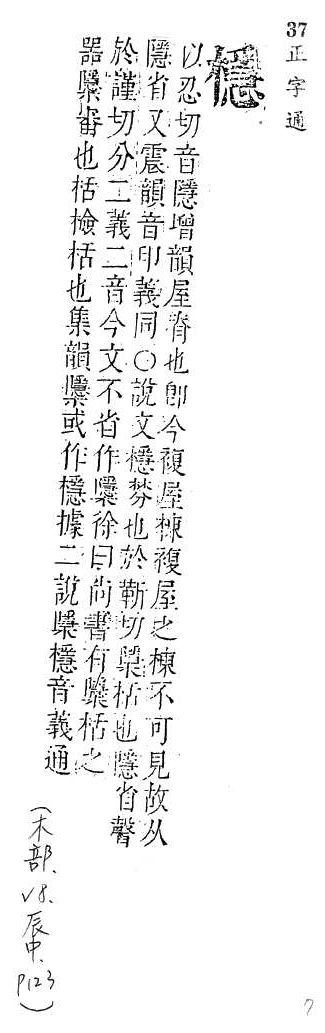 37 正字通
檼
以忍切音隱增韻屋脊也卽今複屋棟複屋之棟不可見故从
隱省又震韻音印義同○說文檼棼也於靳切檃栝也隱省聲
於謹切分二義二音今文不省作櫽徐曰尚書有櫽栝之
器檃審也栝檢栝也集韻櫽或作檼據二說檃檼音義通
(木部、v8、辰中、P123)
7